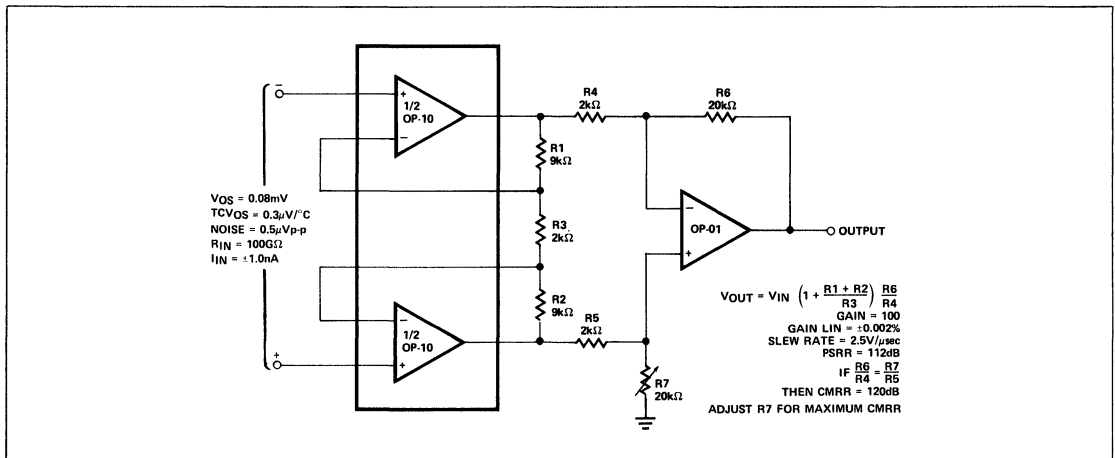 −
+
1/2
OP-10
−
R4
2kΩ
R6
20kΩ
R1
9kΩ
VOS = 0.08mV
TCVOS = 0.3µV/°C
NOISE = 0.5µVp-p
RIN = 100GΩ
IIN = ±1.0nA
R3
2kΩ
−
OP-01
+
OUTPUT
R2
9kΩ
R5
2kΩ
−
1/2
OP-10
+
+
R7
20kΩ
VOUT = VIN (1 + R1 + R2 / R3) R6 / R4
GAIN = 100
GAIN LIN = ±0.002%
SLEW RATE = 2.5V/µsec
PSRR = 112dB
IF R6 / R4 = R7 / R5
THEN CMRR = 120dB
ADJUST R7 FOR MAXIMUM CMRR